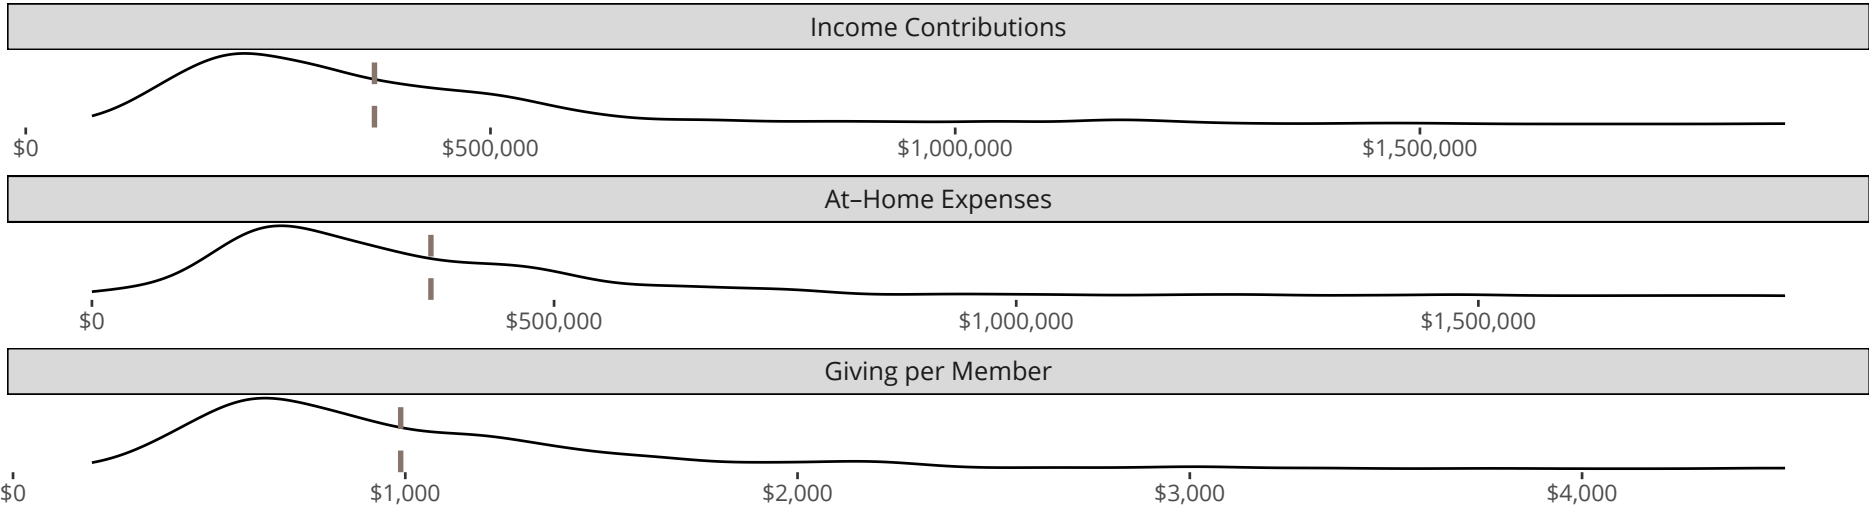 Income Contributions
$0 $500,000 $1,000,000 $1,500,000
At–Home Expenses
$0 $500,000 $1,000,000 $1,500,000
Giving per Member
$0 $1,000 $2,000 $3,000 $4,000